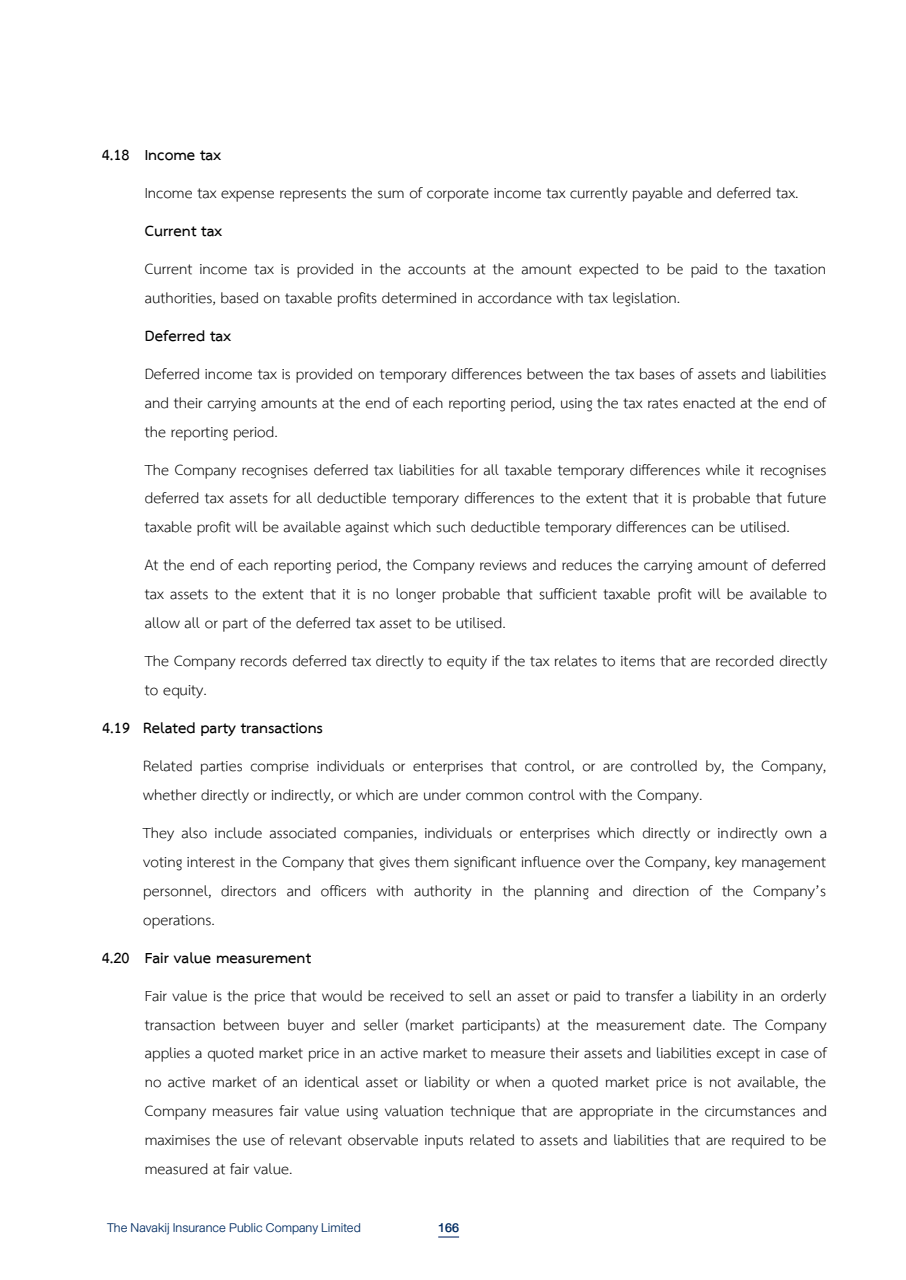 4.18 Income tax
Income tax expense represents the sum of corporate income tax currently payable and deferred tax.
Current tax
Current income tax is provided in the accounts at the amount expected to be paid to the taxation
authorities, based on taxable profits determined in accordance with tax legislation.
Deferred tax
Deferred income tax is provided on temporary differences between the tax bases of assets and liabilities
and their carrying amounts at the end of each reporting period, using the tax rates enacted at the end of
the reporting period.
The Company recognises deferred tax liabilities for all taxable temporary differences while it recognises
deferred tax assets for all deductible temporary differences to the extent that it is probable that future
taxable profit will be available against which such deductible temporary differences can be utilised.
At the end of each reporting period, the Company reviews and reduces the carrying amount of deferred
tax assets to the extent that it is no longer probable that sufficient taxable profit will be available to
allow all or part of the deferred tax asset to be utilised.
The Company records deferred tax directly to equity if the tax relates to items that are recorded directly
to equity.
4.19 Related party transactions
Related parties comprise individuals or enterprises that control, or are controlled by, the Company,
whether directly or indirectly, or which are under common control with the Company.
They also include associated companies, individuals or enterprises which directly or indirectly own a
voting interest in the Company that gives them significant influence over the Company, key management
personnel, directors and officers with authority in the planning and direction of the Company's
operations.
4.20 Fair value measurement
Fair value is the price that would be received to sell an asset or paid to transfer a liability in an orderly
transaction between buyer and seller (market participants) at the measurement date. The Company
applies a quoted market price in an active market to measure their assets and liabilities except in case of
no active market of an identical asset or liability or when a quoted market price is not available, the
Company measures fair value using valuation technique that are appropriate in the circumstances and
maximises the use of relevant observable inputs related to assets and liabilities that are required to be
measured at fair value.
The Navakij Insurance Public Company Limited 166